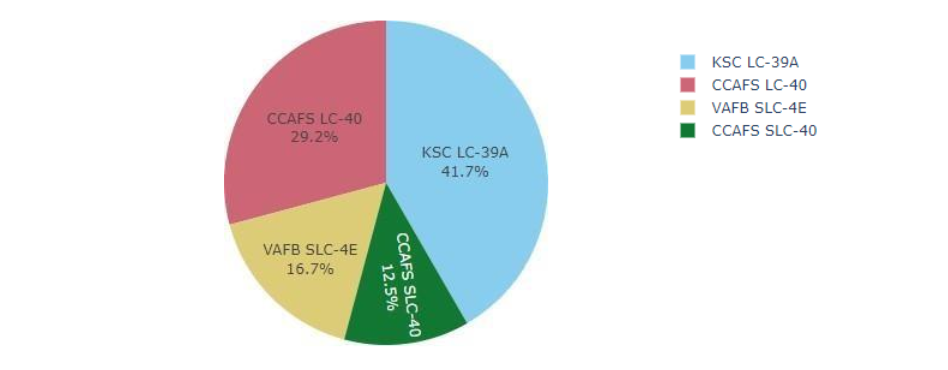 CCAFS LC-40
29.2%
KSC LC-39A
41.7%
VAFB SLC-4E
16.7%
CCAFS SLC-40
12.5%
KSC LC-39A
CCAFS LC-40
VAFB SLC-4E
CCAFS SLC-40